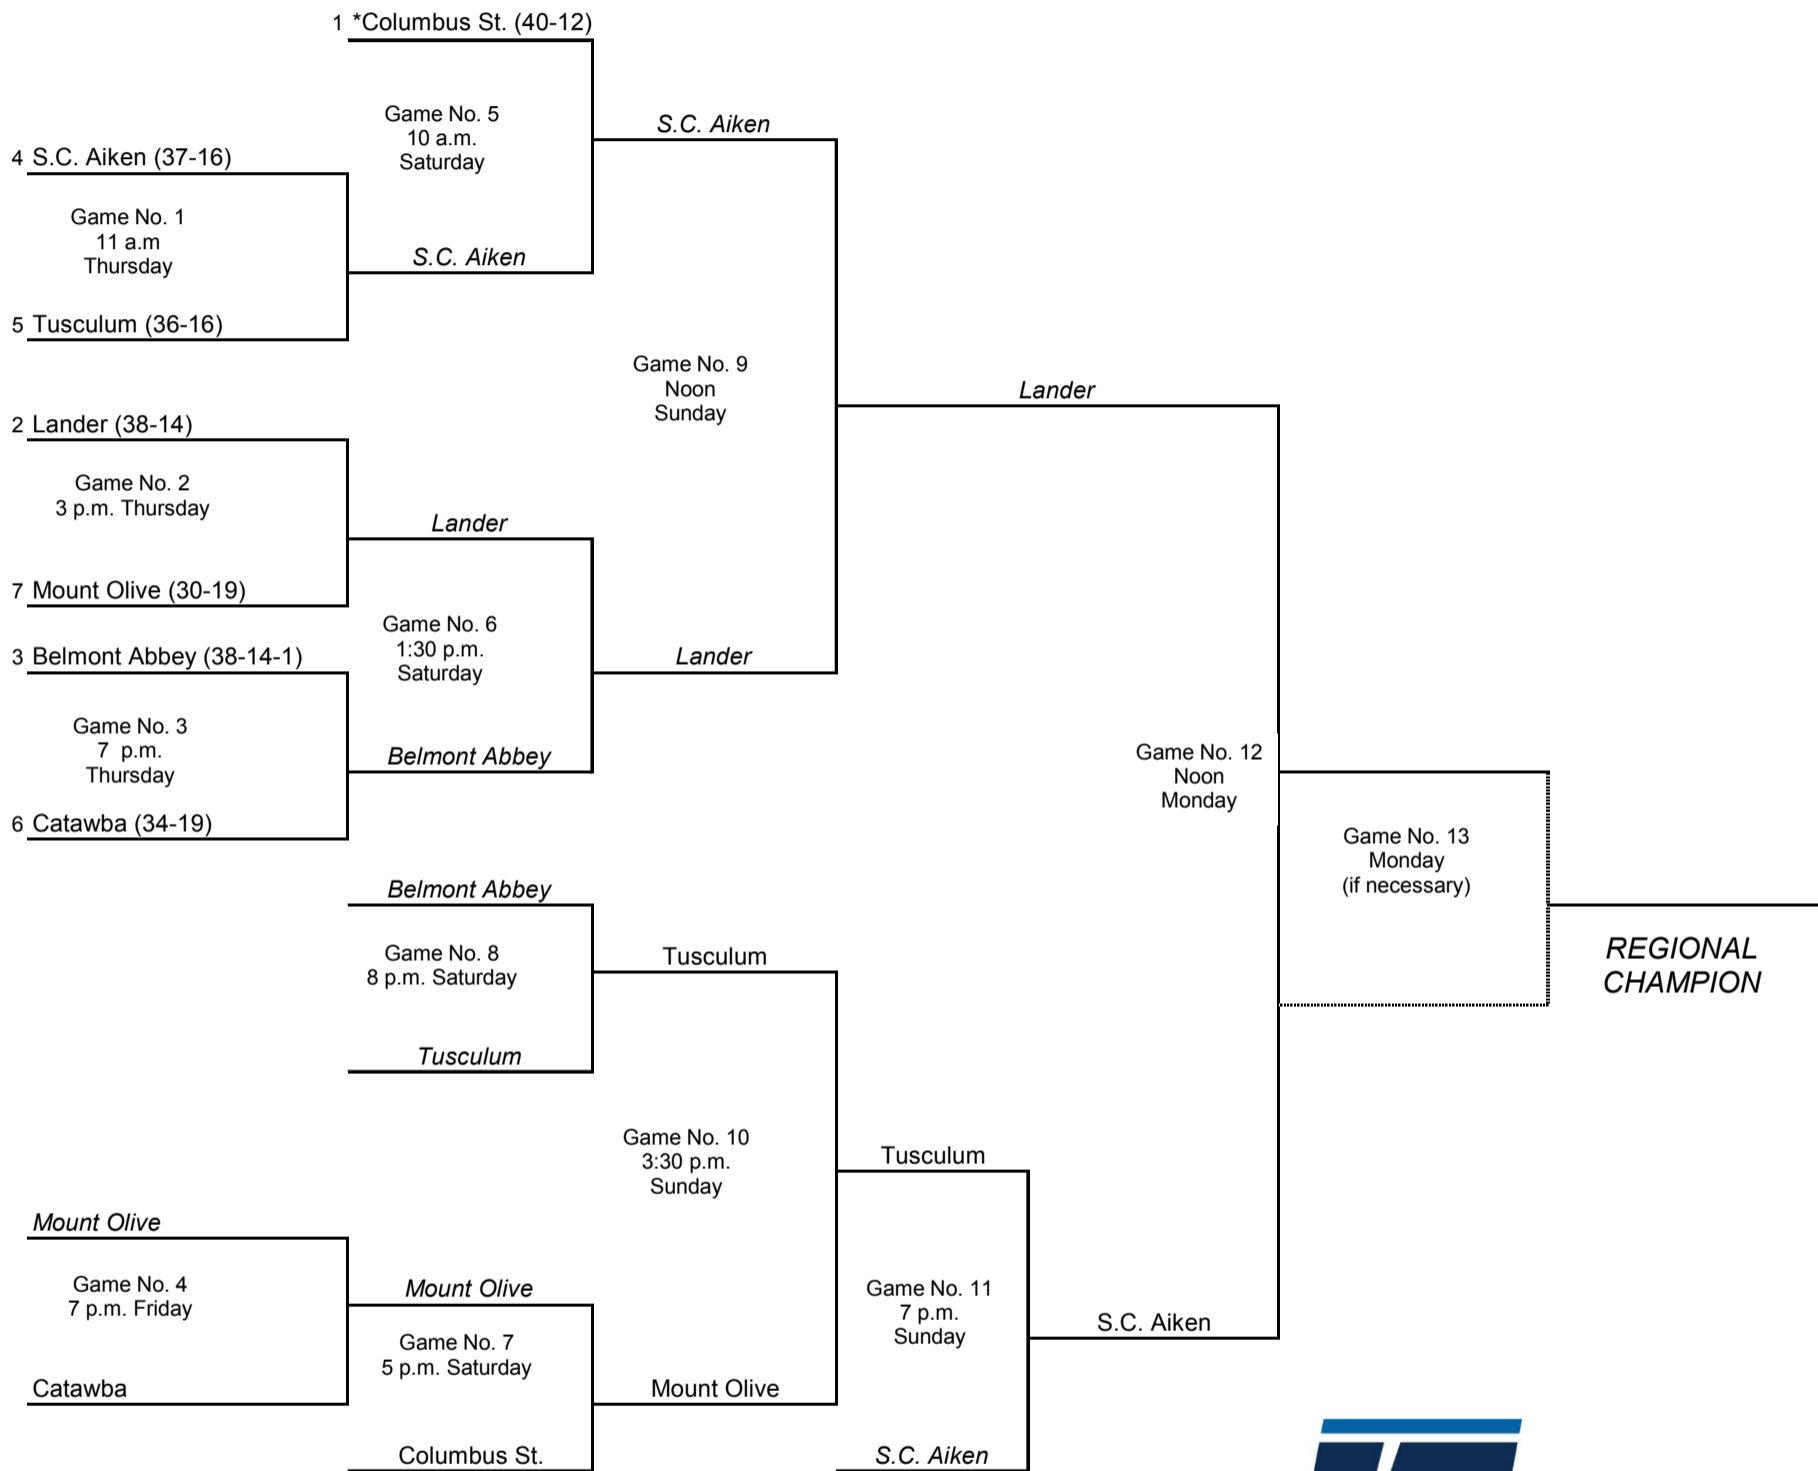 1 *Columbus St. (40-12)
Game No. 5
10 a.m.
Saturday
S.C. Aiken
4 S.C. Aiken (37-16)
Game No. 1
11 a.m
Thursday
S.C. Aiken
5 Tusculum (36-16)
Game No. 9
Noon
Sunday
Lander
2 Lander (38-14)
Game No. 2
3 p.m. Thursday
Lander
7 Mount Olive (30-19)
Game No. 6
1:30 p.m.
Saturday
Lander
3 Belmont Abbey (38-14-1)
Game No. 3
7 p.m.
Thursday
Belmont Abbey
6 Catawba (34-19)
Game No. 12
Noon
Monday
Game No. 13
Monday
(if necessary)
REGIONAL
CHAMPION
Belmont Abbey
Game No. 8
8 p.m. Saturday
Tusculum
Tusculum
Game No. 10
3:30 p.m.
Sunday
Tusculum
Mount Olive
Game No. 4
7 p.m. Friday
Mount Olive
Catawba
Game No. 7
5 p.m. Saturday
Mount Olive
Columbus St.
Game No. 11
7 p.m.
Sunday
S.C. Aiken
S.C. Aiken